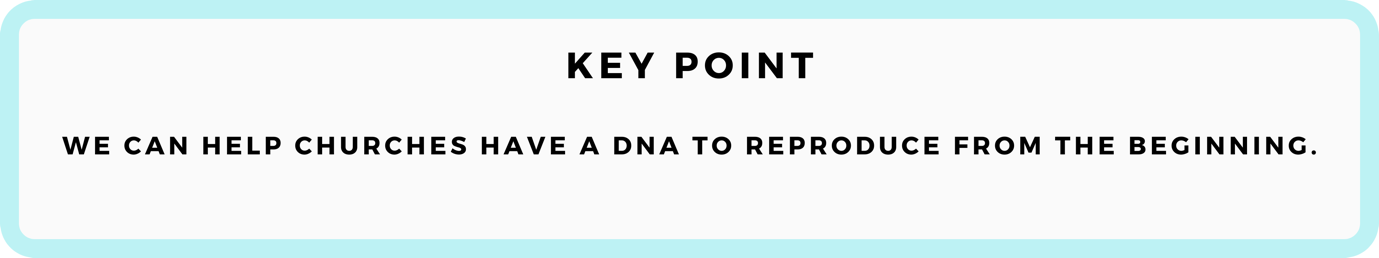 KEY POINT
WE CAN HELP CHURCHES HAVE A DNA TO REPRODUCE FROM THE BEGINNING.